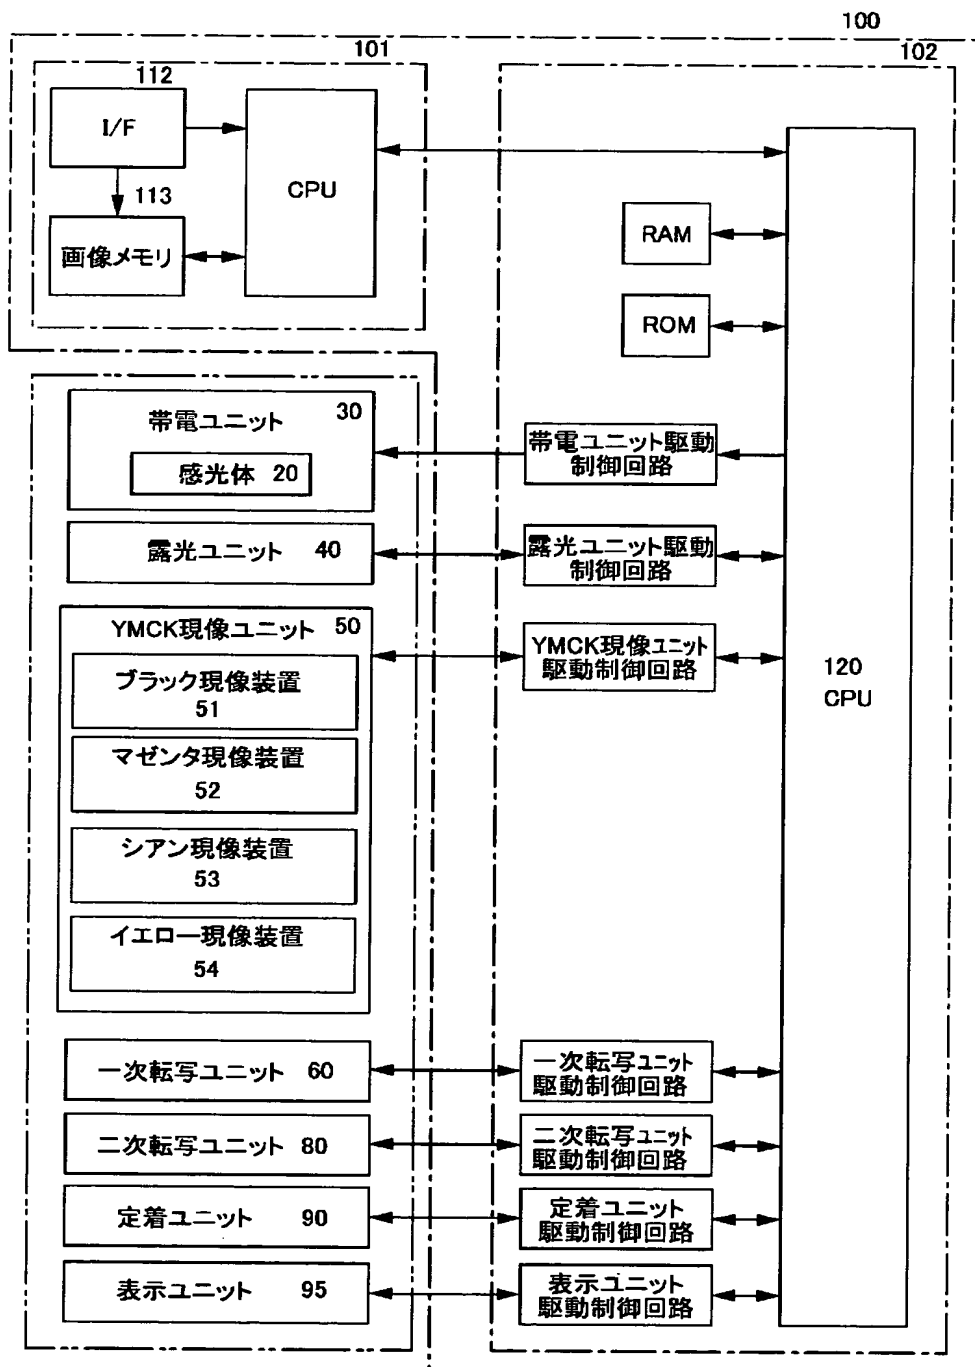 100
101
102
112
I/F
CPU
113
画像メモリ
RAM
ROM
帯電ユニット 30
感光体 20
帯電ユニット駆動
制御回路
露光ユニット 40
露光ユニット駆動
制御回路
YMCK現像ユニット 50
YMCK現像ユニット
駆動制御回路
ブラック現像装置
51
マゼンタ現像装置
52
シアン現像装置
53
イエロー現像装置
54
120
CPU
一次転写ユニット 60
一次転写ユニット
駆動制御回路
二次転写ユニット 80
二次転写ユニット
駆動制御回路
定着ユニット 90
定着ユニット
駆動制御回路
表示ユニット 95
表示ユニット
駆動制御回路